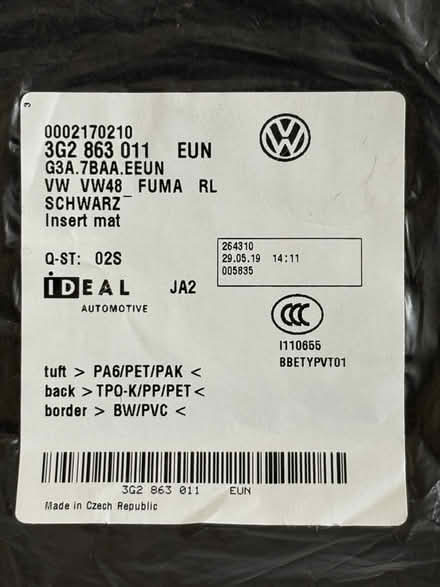 3
0002170210
3G2 863 011 EUN
G3A.7BAA.EEUN
VW VW48_FUMA RL
SCHWARZ
Insert mat
Q-ST: 02S
264310
29.05.19 14:11
005835
iDEAL JA2
AUTOMOTIVE
CCC
I110655
BBETYPVT01
tuft > PA6/PET/PAK <
back > TPO-K/PP/PET <
border > BW/PVC <
3G2 863 011 EUN
Made in Czech Republic